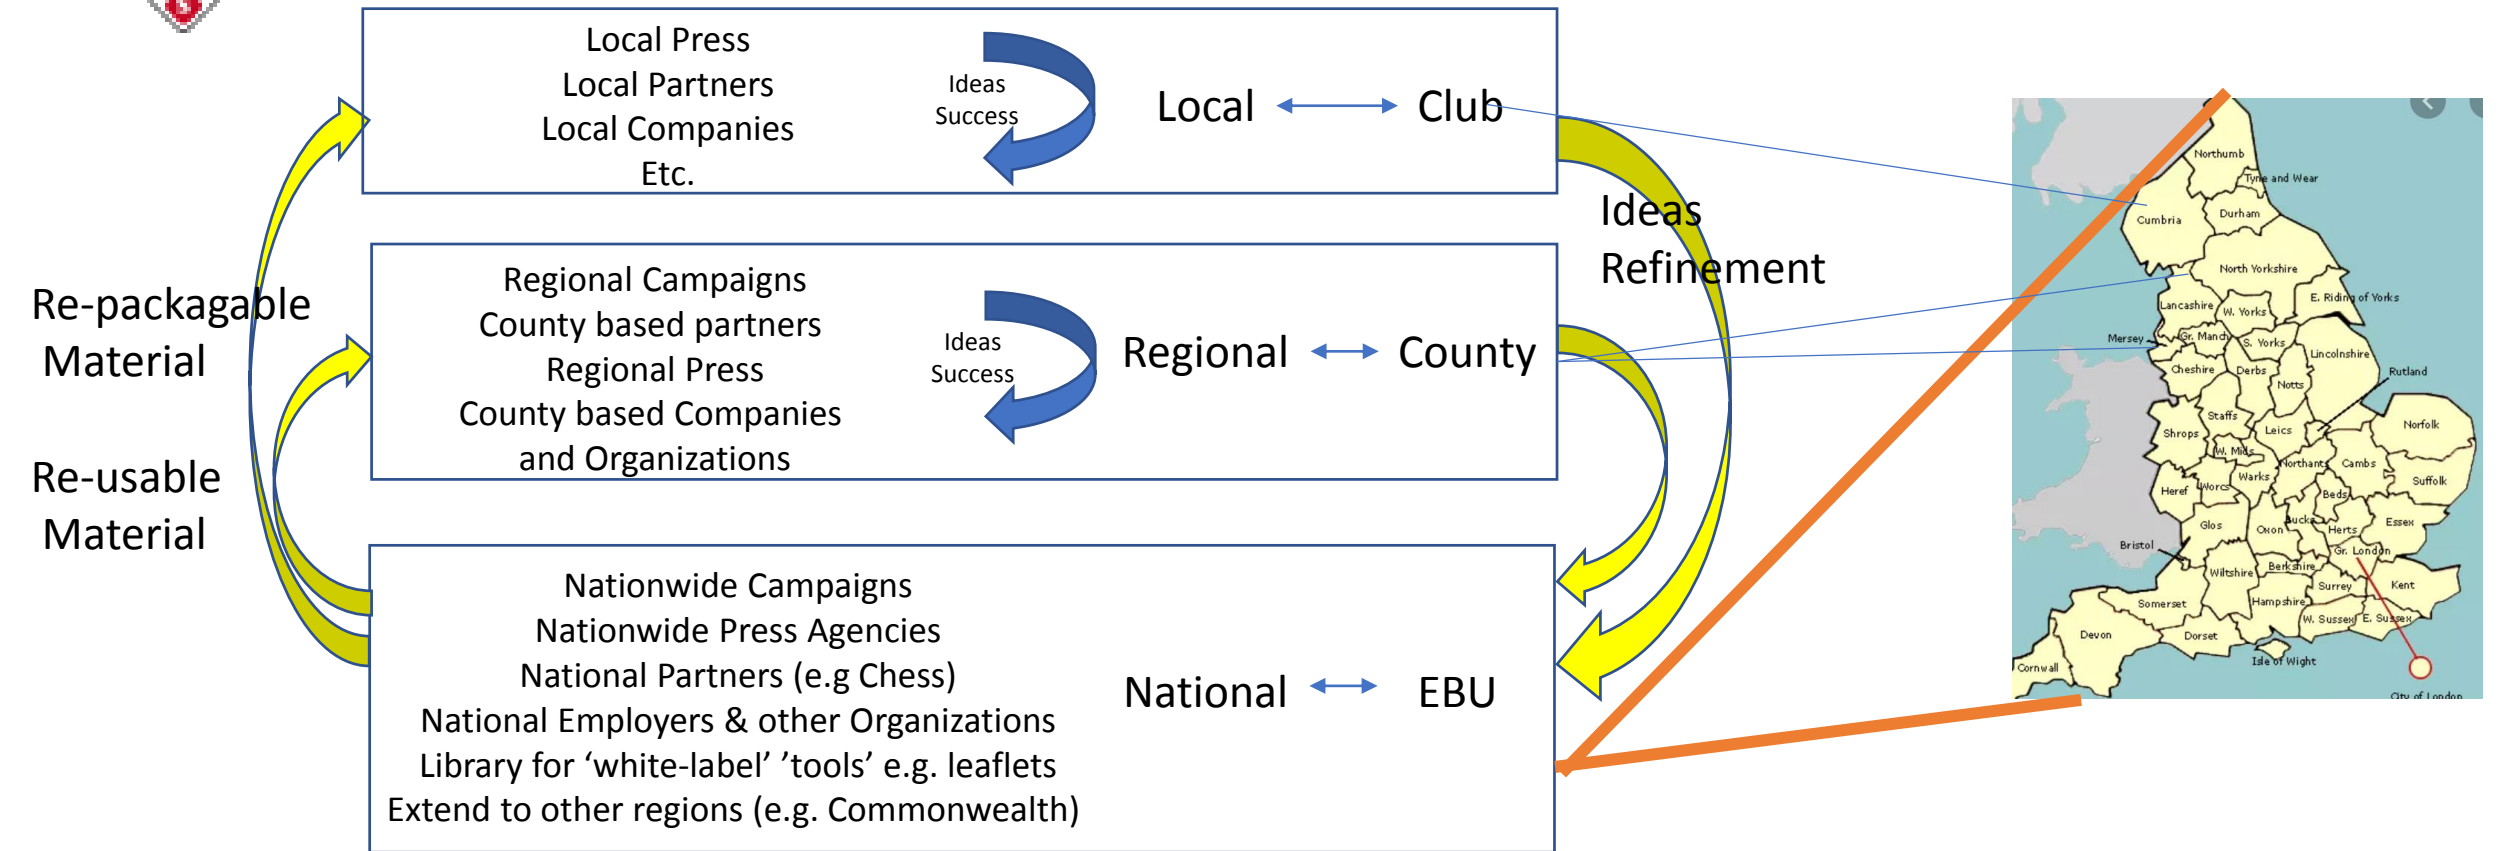 Local Press
Local Partners
Local Companies
Etc.
Ideas
Success
Local
Club
Ideas
Refinement
Re-packagable
Material
Re-usable
Material
Regional Campaigns
County based partners
Regional Press
County based Companies
and Organizations
Ideas
Success
Regional
County
Nationwide Campaigns
Nationwide Press Agencies
National Partners (e.g Chess)
National Employers & other Organizations
Library for ‘white-label’ ’tools’ e.g. leaflets
Extend to other regions (e.g. Commonwealth)
National
EBU
Northumb
Tyne and Wear
Cumbria
Durham
North Yorkshire
E. Riding of Yorks
Lancashire
W. Yorks
Mersey
Gr. Manch
S. Yorks
Lincolnshire
Cheshire
Derbs
Notts
Rutland
Staffs
Shrops
Leics
Norfolk
W. Mids
Northants
Cambs
Warks
Suffolk
Heref
Worcs
Beds
Glos
Oxon
Bucks
Herts
Essex
Bristol
Gr. London
Wiltshire
Berkshire
Surrey
Kent
Somerset
Hampshire
W. Sussex
E. Sussex
Devon
Dorset
Isle of Wight
Cornwall
City of London